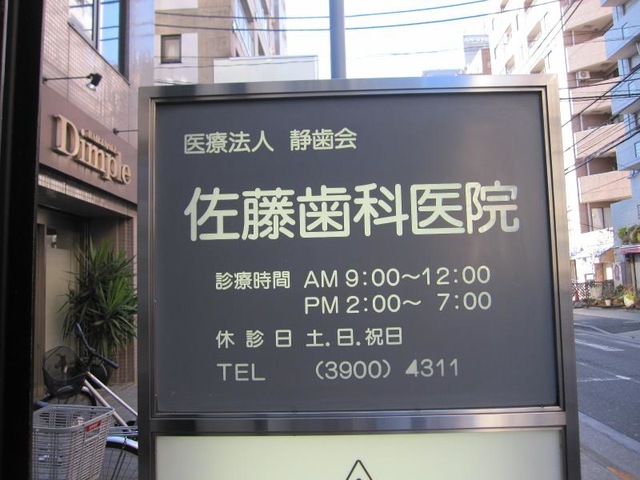 Dimple
医療法人 静歯会
佐藤歯科医院
診療時間 AM 9:00～12:00
PM 2:00～ 7:00
休診日 土.日.祝日
TEL (3900) 4311